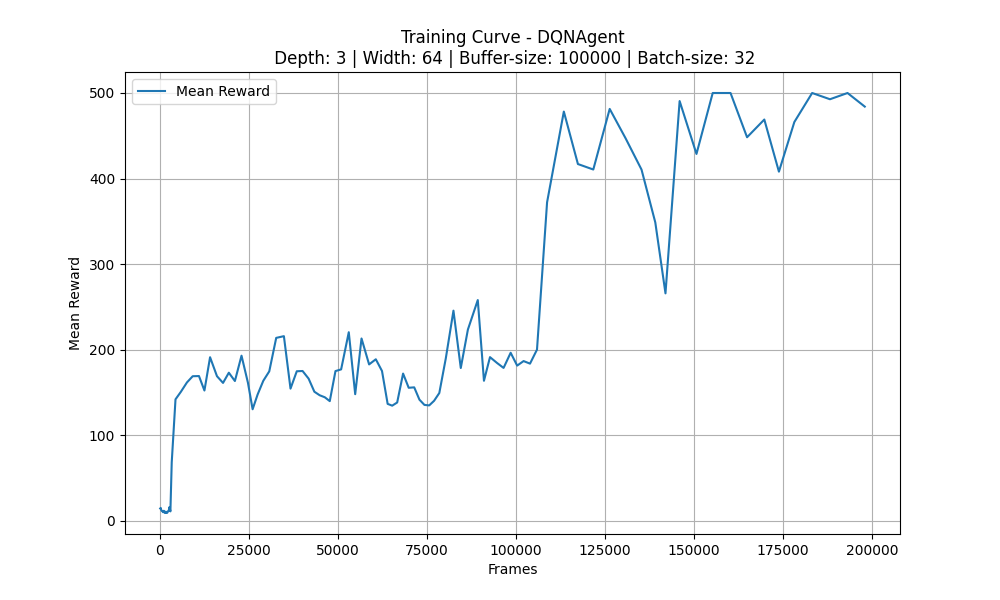 Training Curve - DQNAgent
Depth: 3 | Width: 64 | Buffer-size: 100000 | Batch-size: 32
Mean Reward
500
400
300
200
100
0
Mean Reward
0 25000 50000 75000 100000 125000 150000 175000 200000
Frames